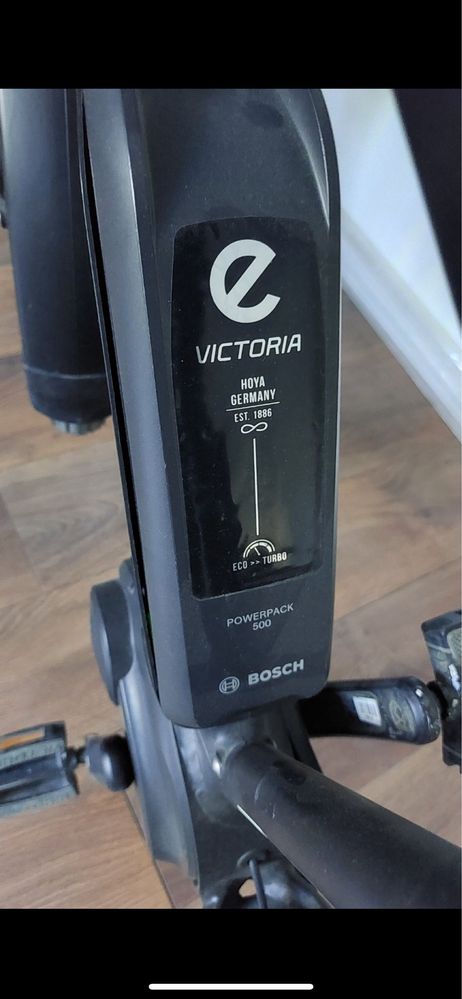 e
VICTORIA
HOYA
GERMANY
EST. 1886
ECO >> TURBO
POWERPACK
500
BOSCH